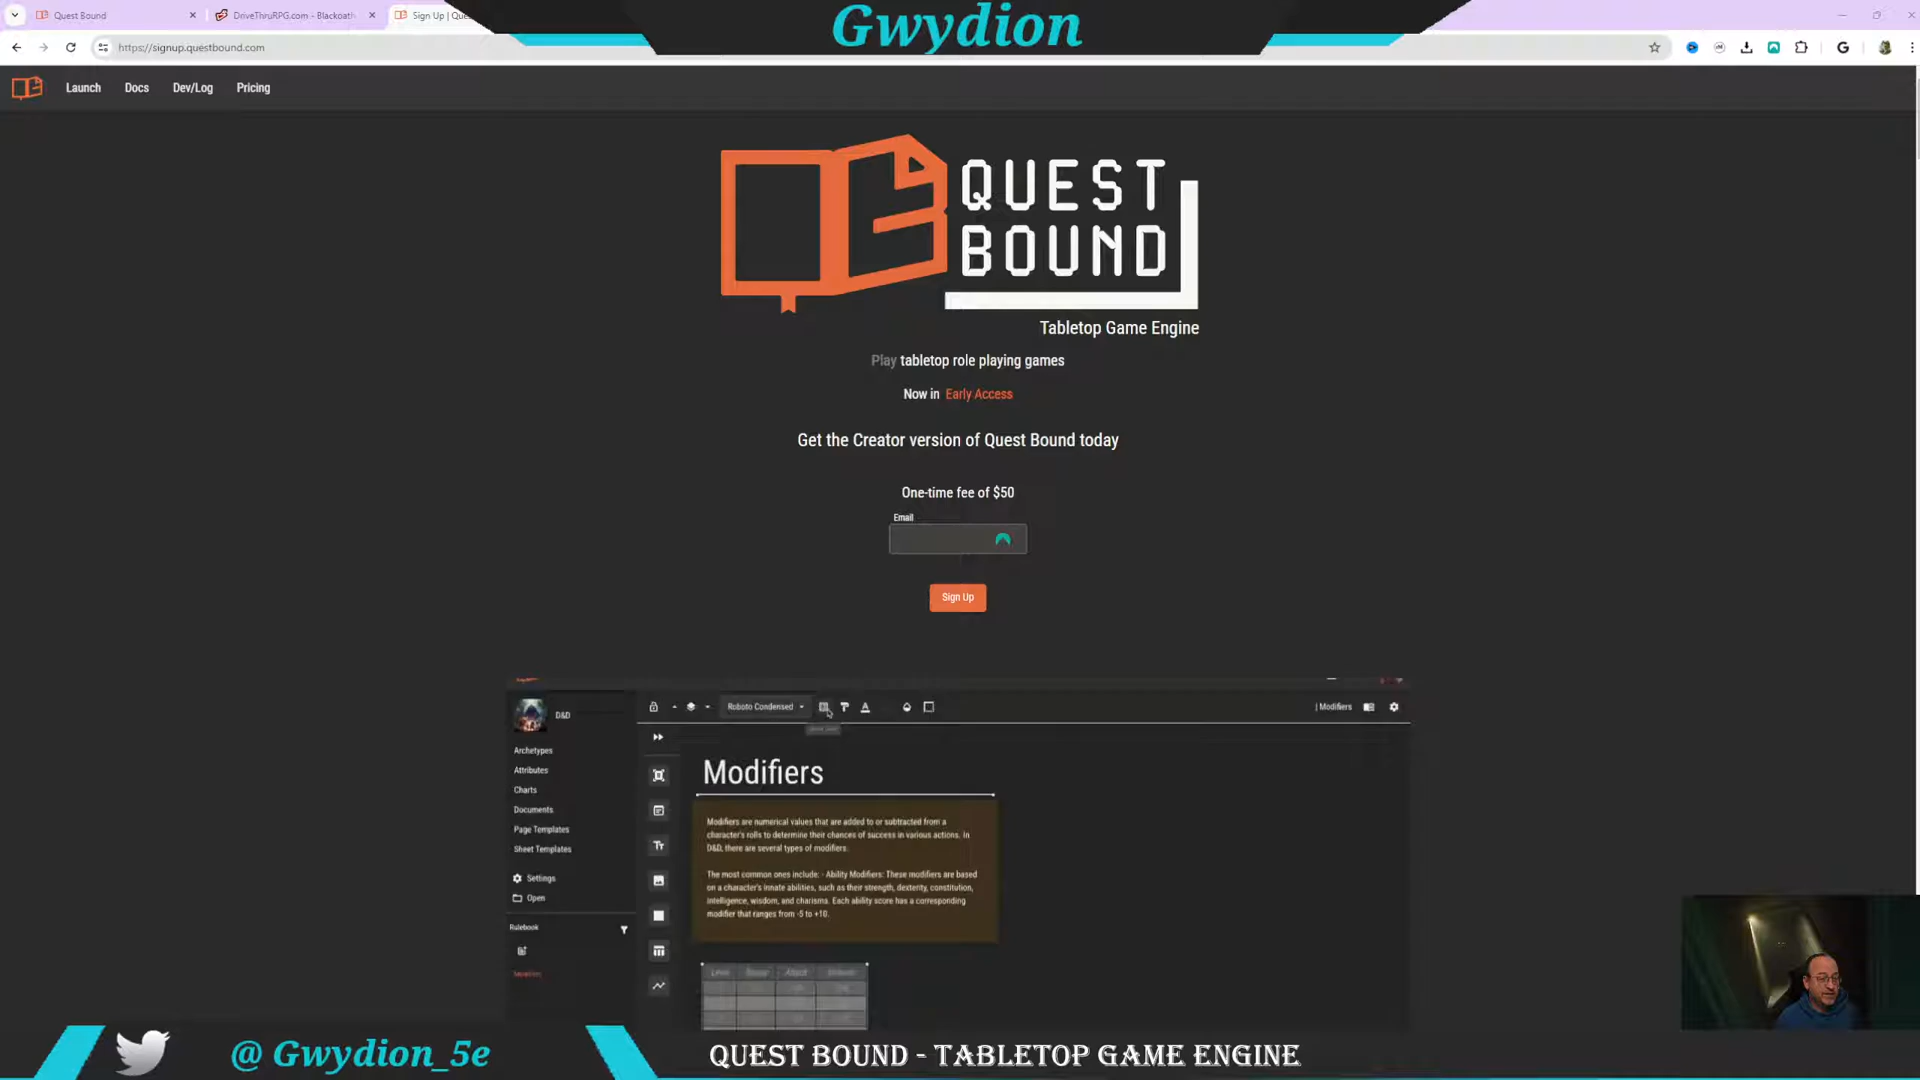 Gwydion
Quest Bound
DriveThruRPG.com - Blackoath
Sign Up | Quest
https://signup.questbound.com
Launch Docs Dev/Log Pricing
QUEST
BOUND
Tabletop Game Engine
Play tabletop role playing games
Now in Early Access
Get the Creator version of Quest Bound today
One-time fee of $50
Email
Sign Up
D&D
Roboto Condensed
| Modifiers
Archetypes
Attributes
Charts
Documents
Page Templates
Sheet Templates
Settings
Open
Rulebook
Modifiers
Modifiers are numerical values that are added to or subtracted from a
character's rolls to determine their chances of success in various actions. In
D&D, there are several types of modifiers.
The most common ones include: - Ability Modifiers: These modifiers are based
on a character's innate abilities, such as their strength, dexterity, constitution,
intelligence, wisdom, and charisma. Each ability score has a corresponding
modifier that ranges from -5 to +10.
@ Gwydion_5e
QUEST BOUND - TABLETOP GAME ENGINE